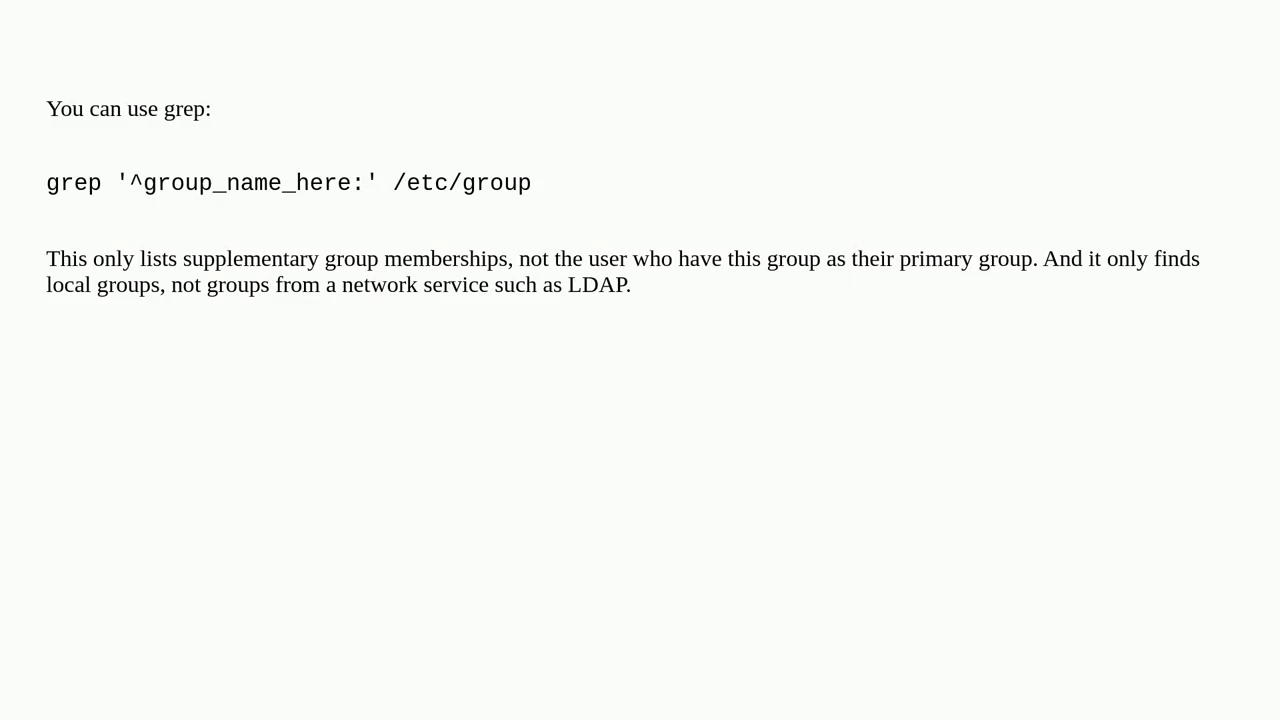 You can use grep:
grep '^group_name_here:' /etc/group
This only lists supplementary group memberships, not the user who have this group as their primary group. And it only finds
local groups, not groups from a network service such as LDAP.